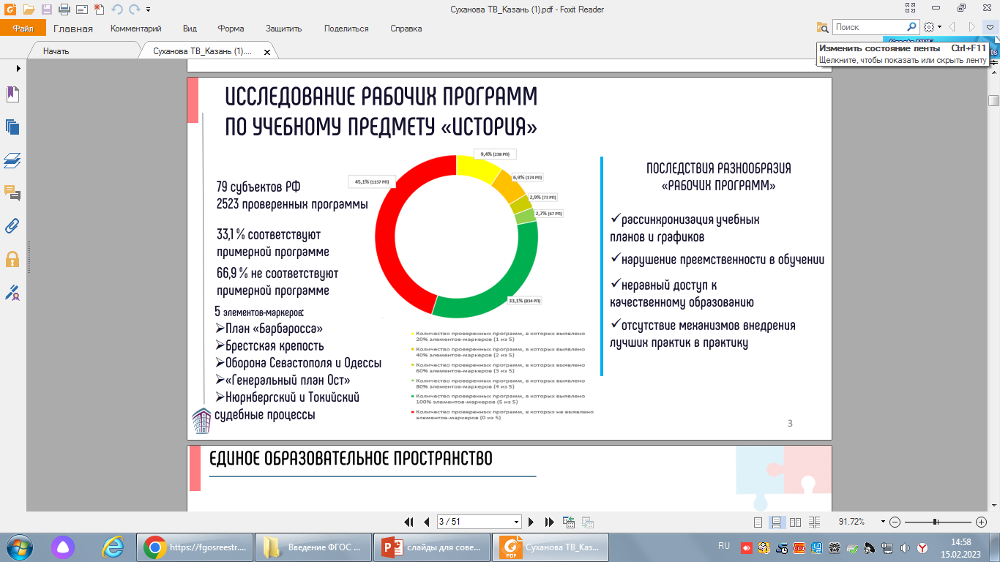 Суханова ТВ_Казань (1).pdf - Foxit Reader
Файл
Главная
Комментарий
Вид
Форма
Защитить
Поделиться
Справка
Поиск
Начать
Суханова ТВ_Казань (1)....
Изменить состояние ленты Ctrl+F11
Щелкните, чтобы показать или скрыть ленту
ИССЛЕДОВАНИЕ РАБОЧИХ ПРОГРАММ
ПО УЧЕБНОМУ ПРЕДМЕТУ «ИСТОРИЯ»
79 субъектов РФ
2523 проверенных программы
33,1 % соответствуют
примерной программе
66,9 % не соответствуют
примерной программе
5 элементов-маркеров:
План «Барбаросса»
Брестская крепость
Оборона Севастополя и Одессы
«Генеральный план Ост»
Нюрнбергский и Токийский
судебные процессы
9,4% (238 РП)
6,9% (174 РП)
2,9% (73 РП)
2,7% (67 РП)
33,1% (834 РП)
45,1% (1137 РП)
Количество проверенных программ, в которых выявлено
20% элементов-маркеров (1 из 5)
Количество проверенных программ, в которых выявлено
40% элементов-маркеров (2 из 5)
Количество проверенных программ, в которых выявлено
60% элементов-маркеров (3 из 5)
Количество проверенных программ, в которых выявлено
80% элементов-маркеров (4 из 5)
Количество проверенных программ, в которых выявлено
100% элементов-маркеров (5 из 5)
Количество проверенных программ, в которых не выявлено
элементов-маркеров (0 из 5)
ПОСЛЕДСТВИЯ РАЗНООБРАЗИЯ
«РАБОЧИХ ПРОГРАММ»
рассинхронизация учебных
планов и графиков
нарушение преемственности в обучении
неравный доступ к
качественному образованию
отсутствие механизмов внедрения
лучших практик в практику
3
ЕДИНОЕ ОБРАЗОВАТЕЛЬНОЕ ПРОСТРАНСТВО
3 / 51
91.72%
https://fgosreestr....
Введение ФГОС ...
слайды для сове...
Суханова ТВ_Каз...
RU
14:58
15.02.2023